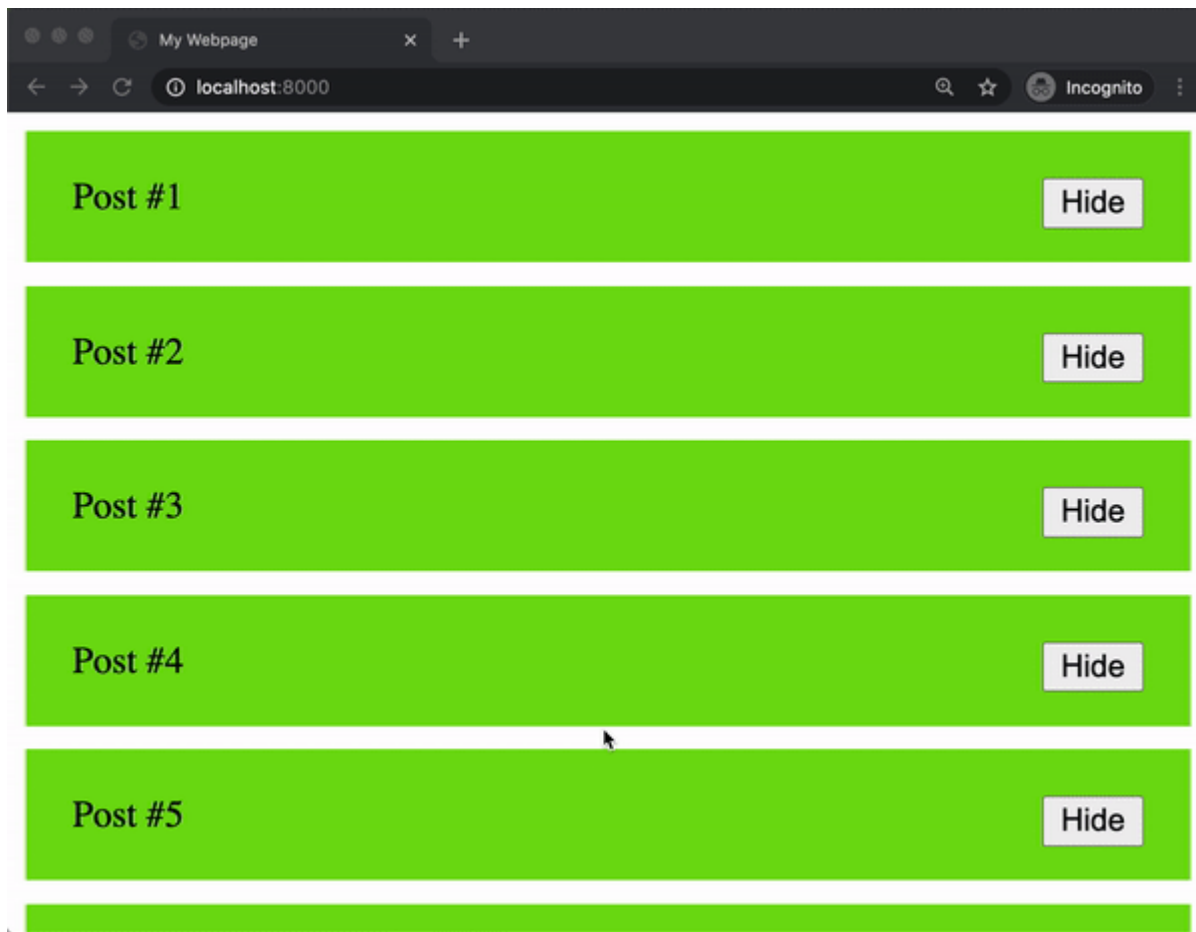 My Webpage
localhost:8000
Incognito
Post #1
Hide
Post #2
Hide
Post #3
Hide
Post #4
Hide
Post #5
Hide